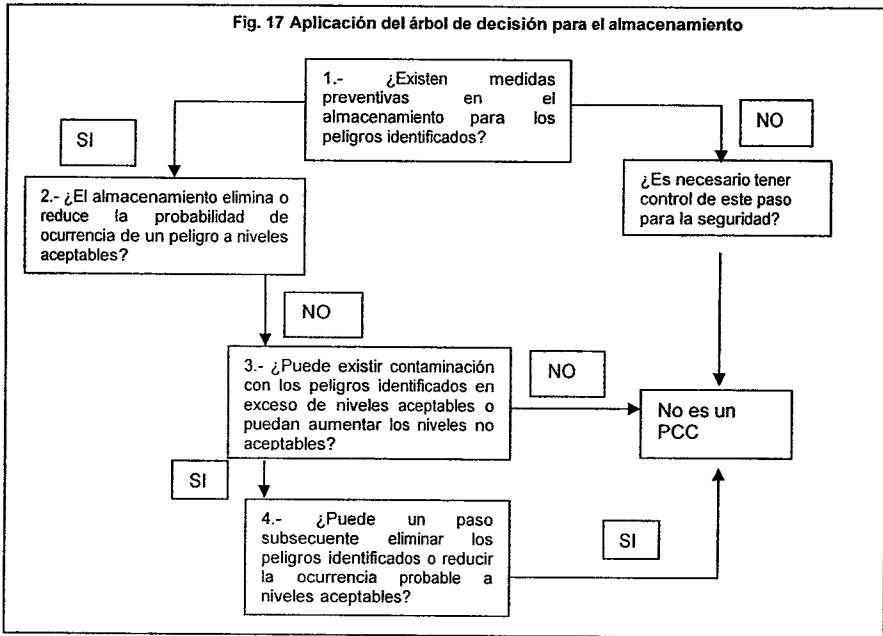 Fig. 17 Aplicación del árbol de decisión para el almacenamiento
1.- ¿Existen medidas
preventivas en el
almacenamiento para los
peligros identificados?
SI
NO
2.- ¿El almacenamiento elimina o
reduce la probabilidad de
ocurrencia de un peligro a niveles
aceptables?
¿Es necesario tener
control de este paso
para la seguridad?
NO
3.- ¿Puede existir contaminación
con los peligros identificados en
exceso de niveles aceptables o
puedan aumentar los niveles no
aceptables?
NO
No es un
PCC
SI
4.- ¿Puede un paso
subsecuente eliminar los
peligros identificados o reducir
la ocurrencia probable a
niveles aceptables?
SI